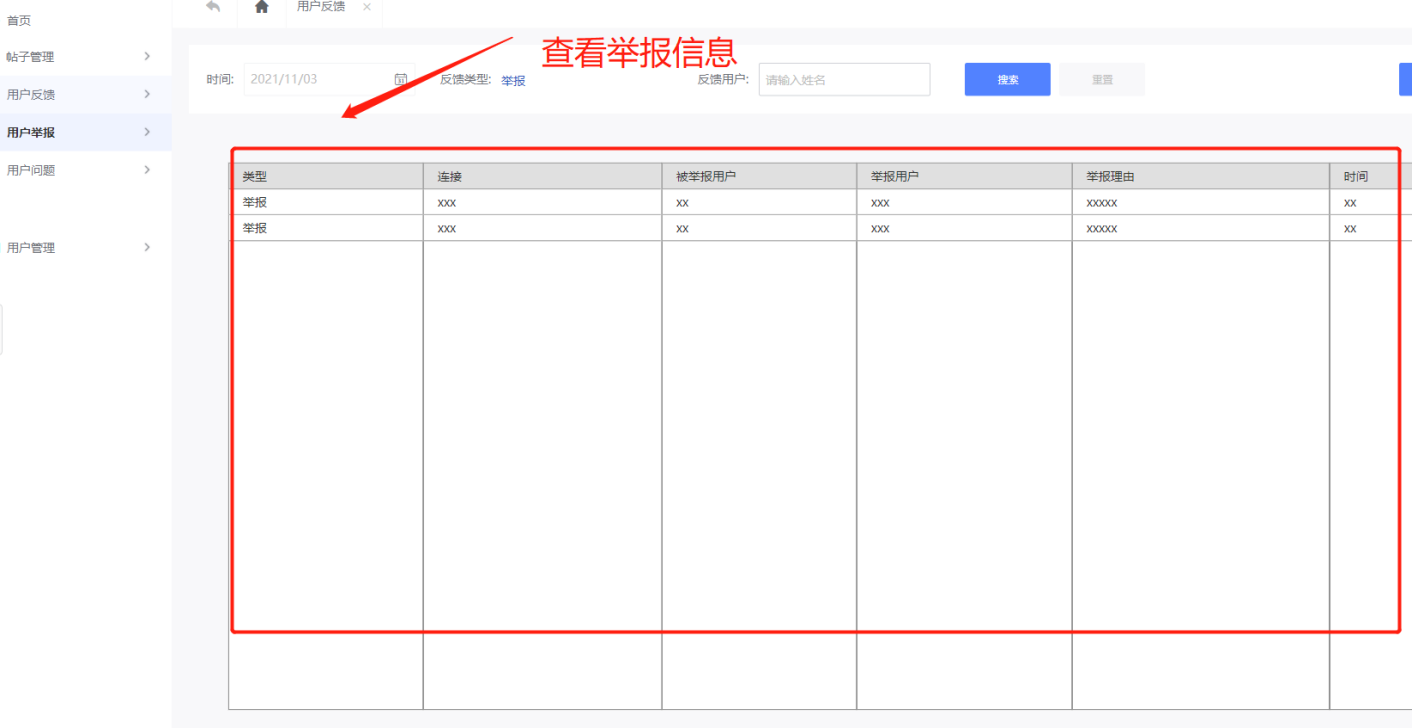 首页
帖子管理
用户反馈
用户举报
用户问题
用户管理
用户反馈
查看举报信息
时间: 2021/11/03 反馈类型: 举报 反馈用户: 请输入姓名 搜索 重置
类型 连接 被举报用户 举报用户 举报理由 时间
举报 xxx xx xxx xxxxx xx
举报 xxx xx xxx xxxxx xx